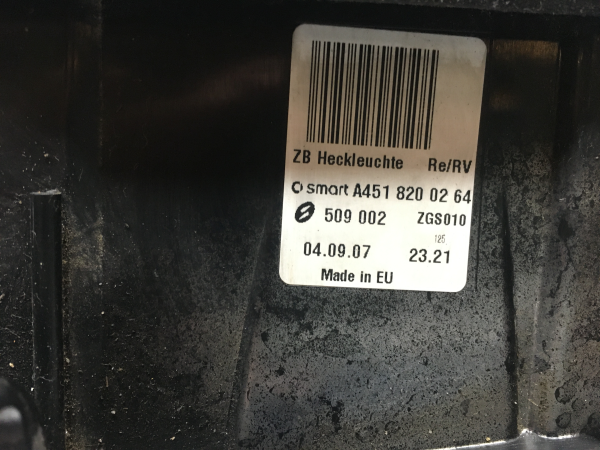 ZB Heckleuchte Re/RV
smart A451 820 02 64
509 002 ZGS010
125
04.09.07 23.21
Made in EU